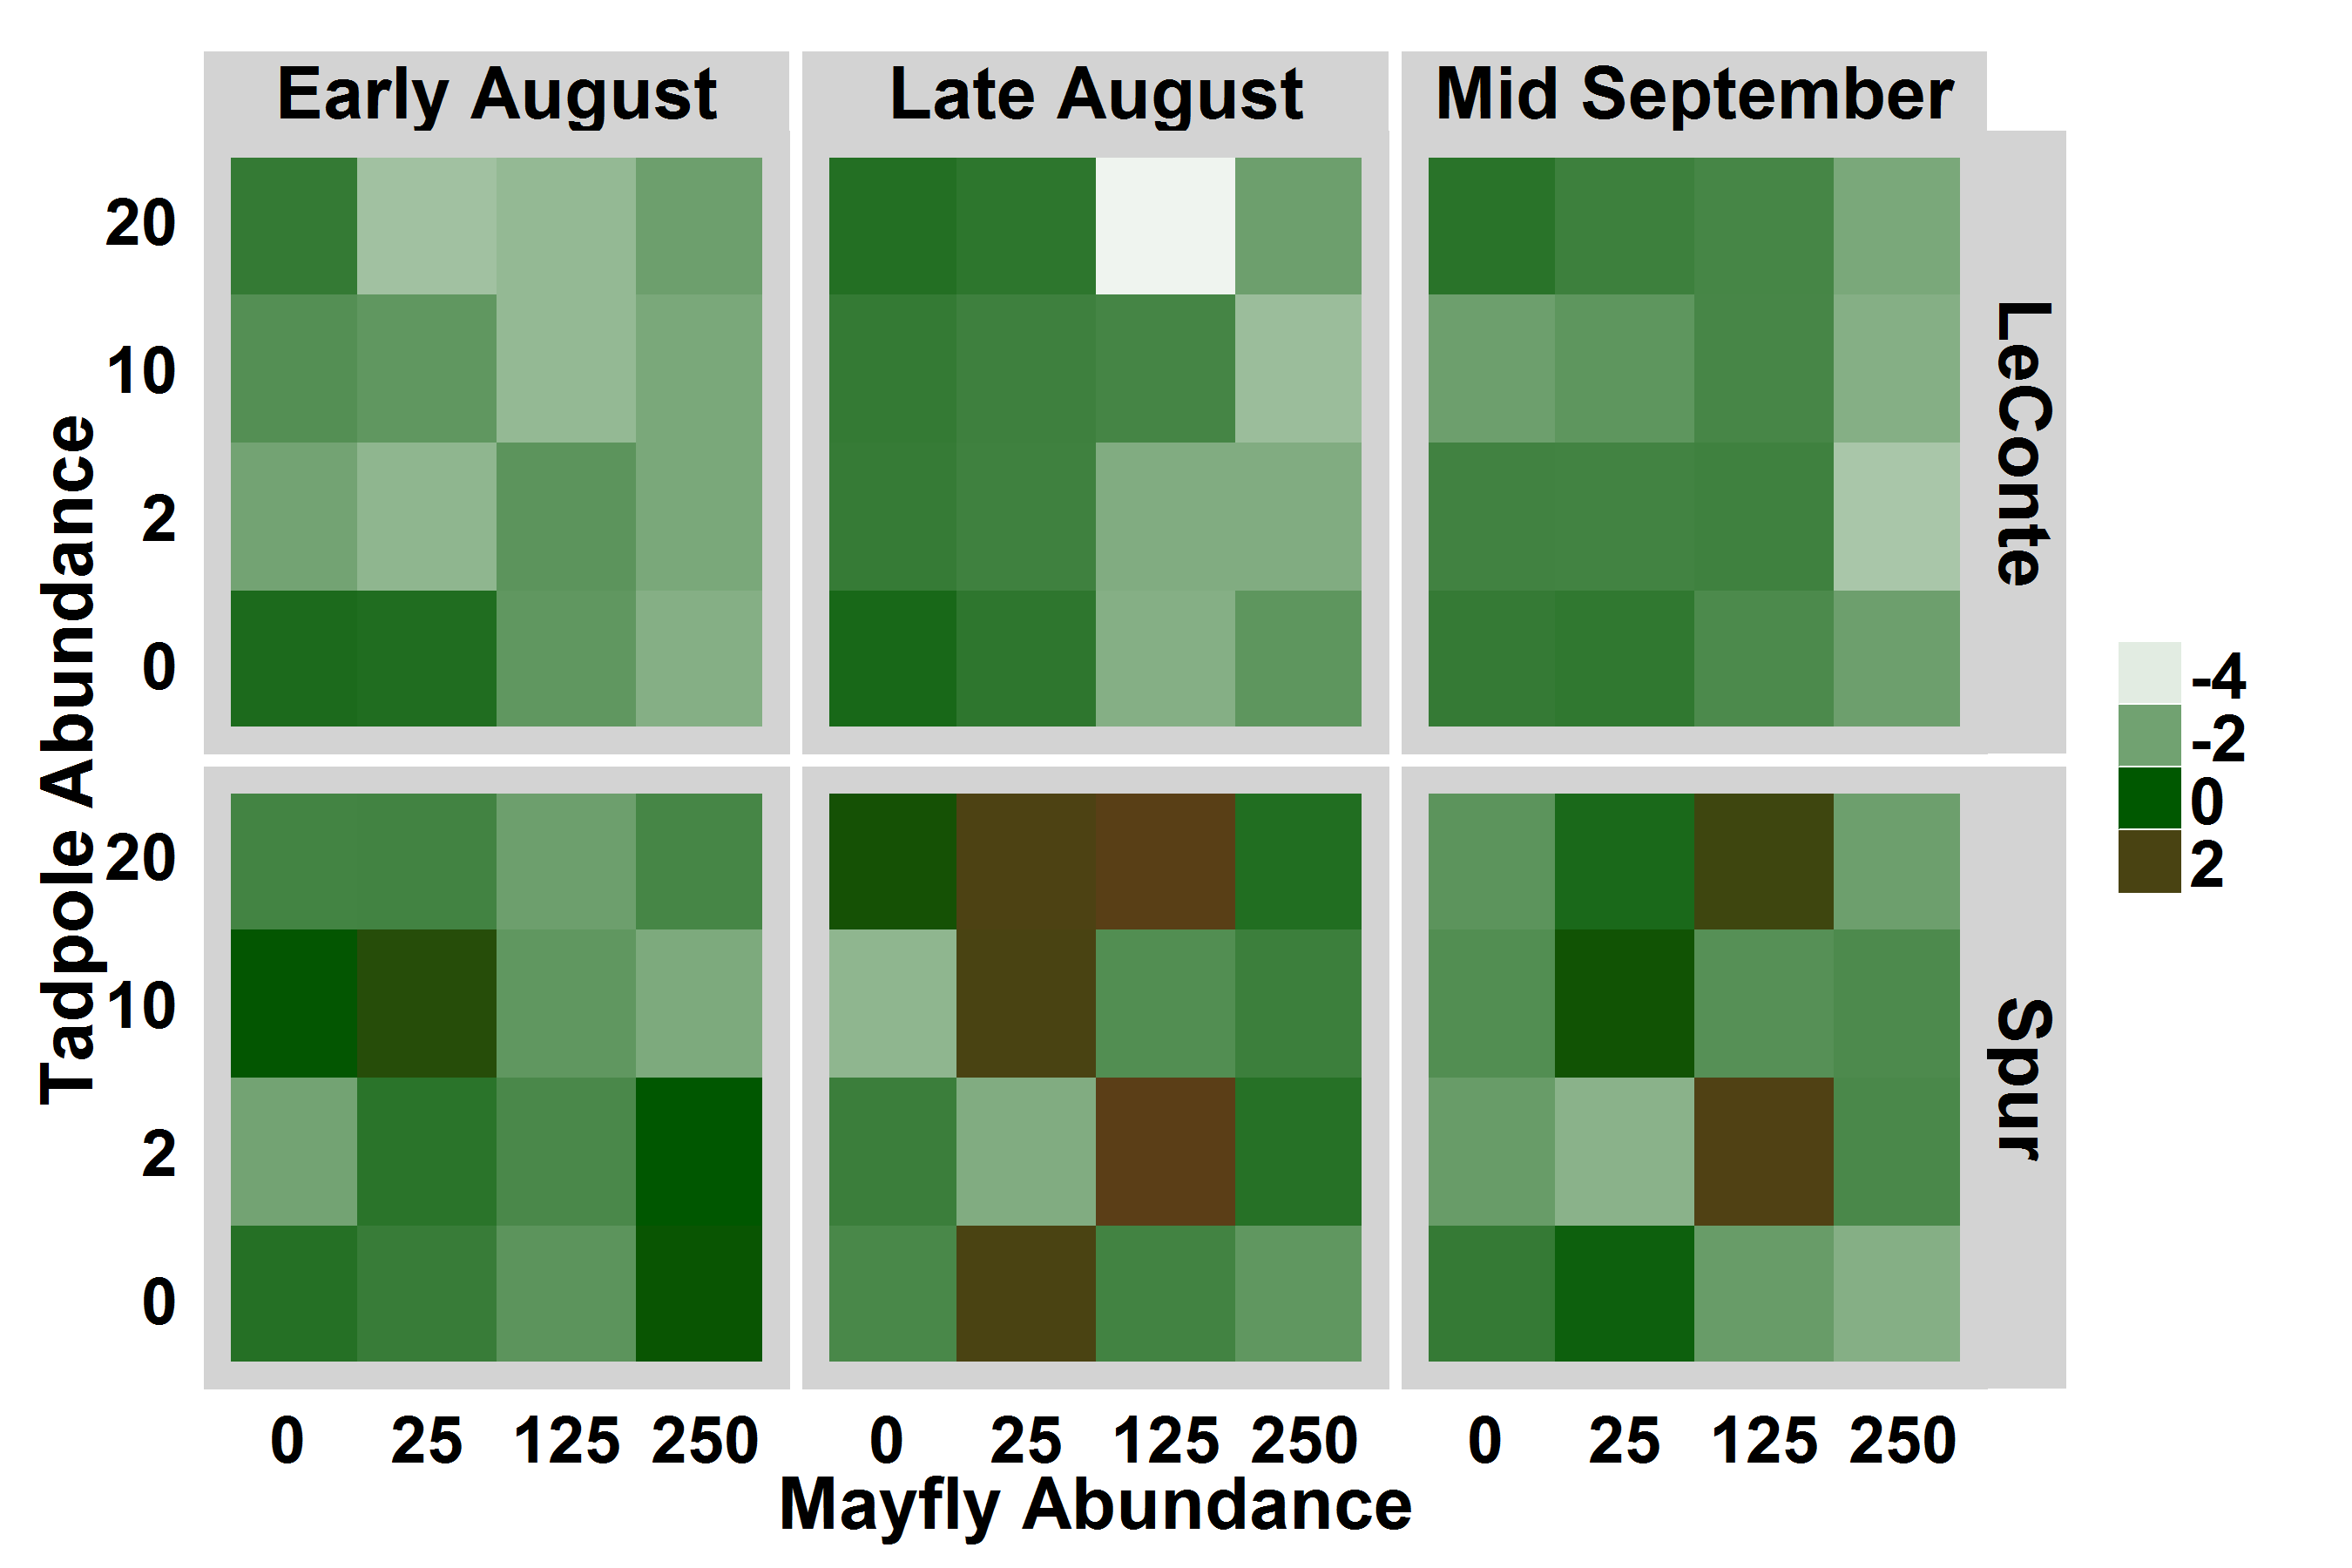 Early August
Late August
Mid September
Tadpole Abundance
20
10
2
0
LeConte
20
10
2
0
Spur
-4
-2
0
2
0 25 125 250
0 25 125 250
0 25 125 250
Mayfly Abundance